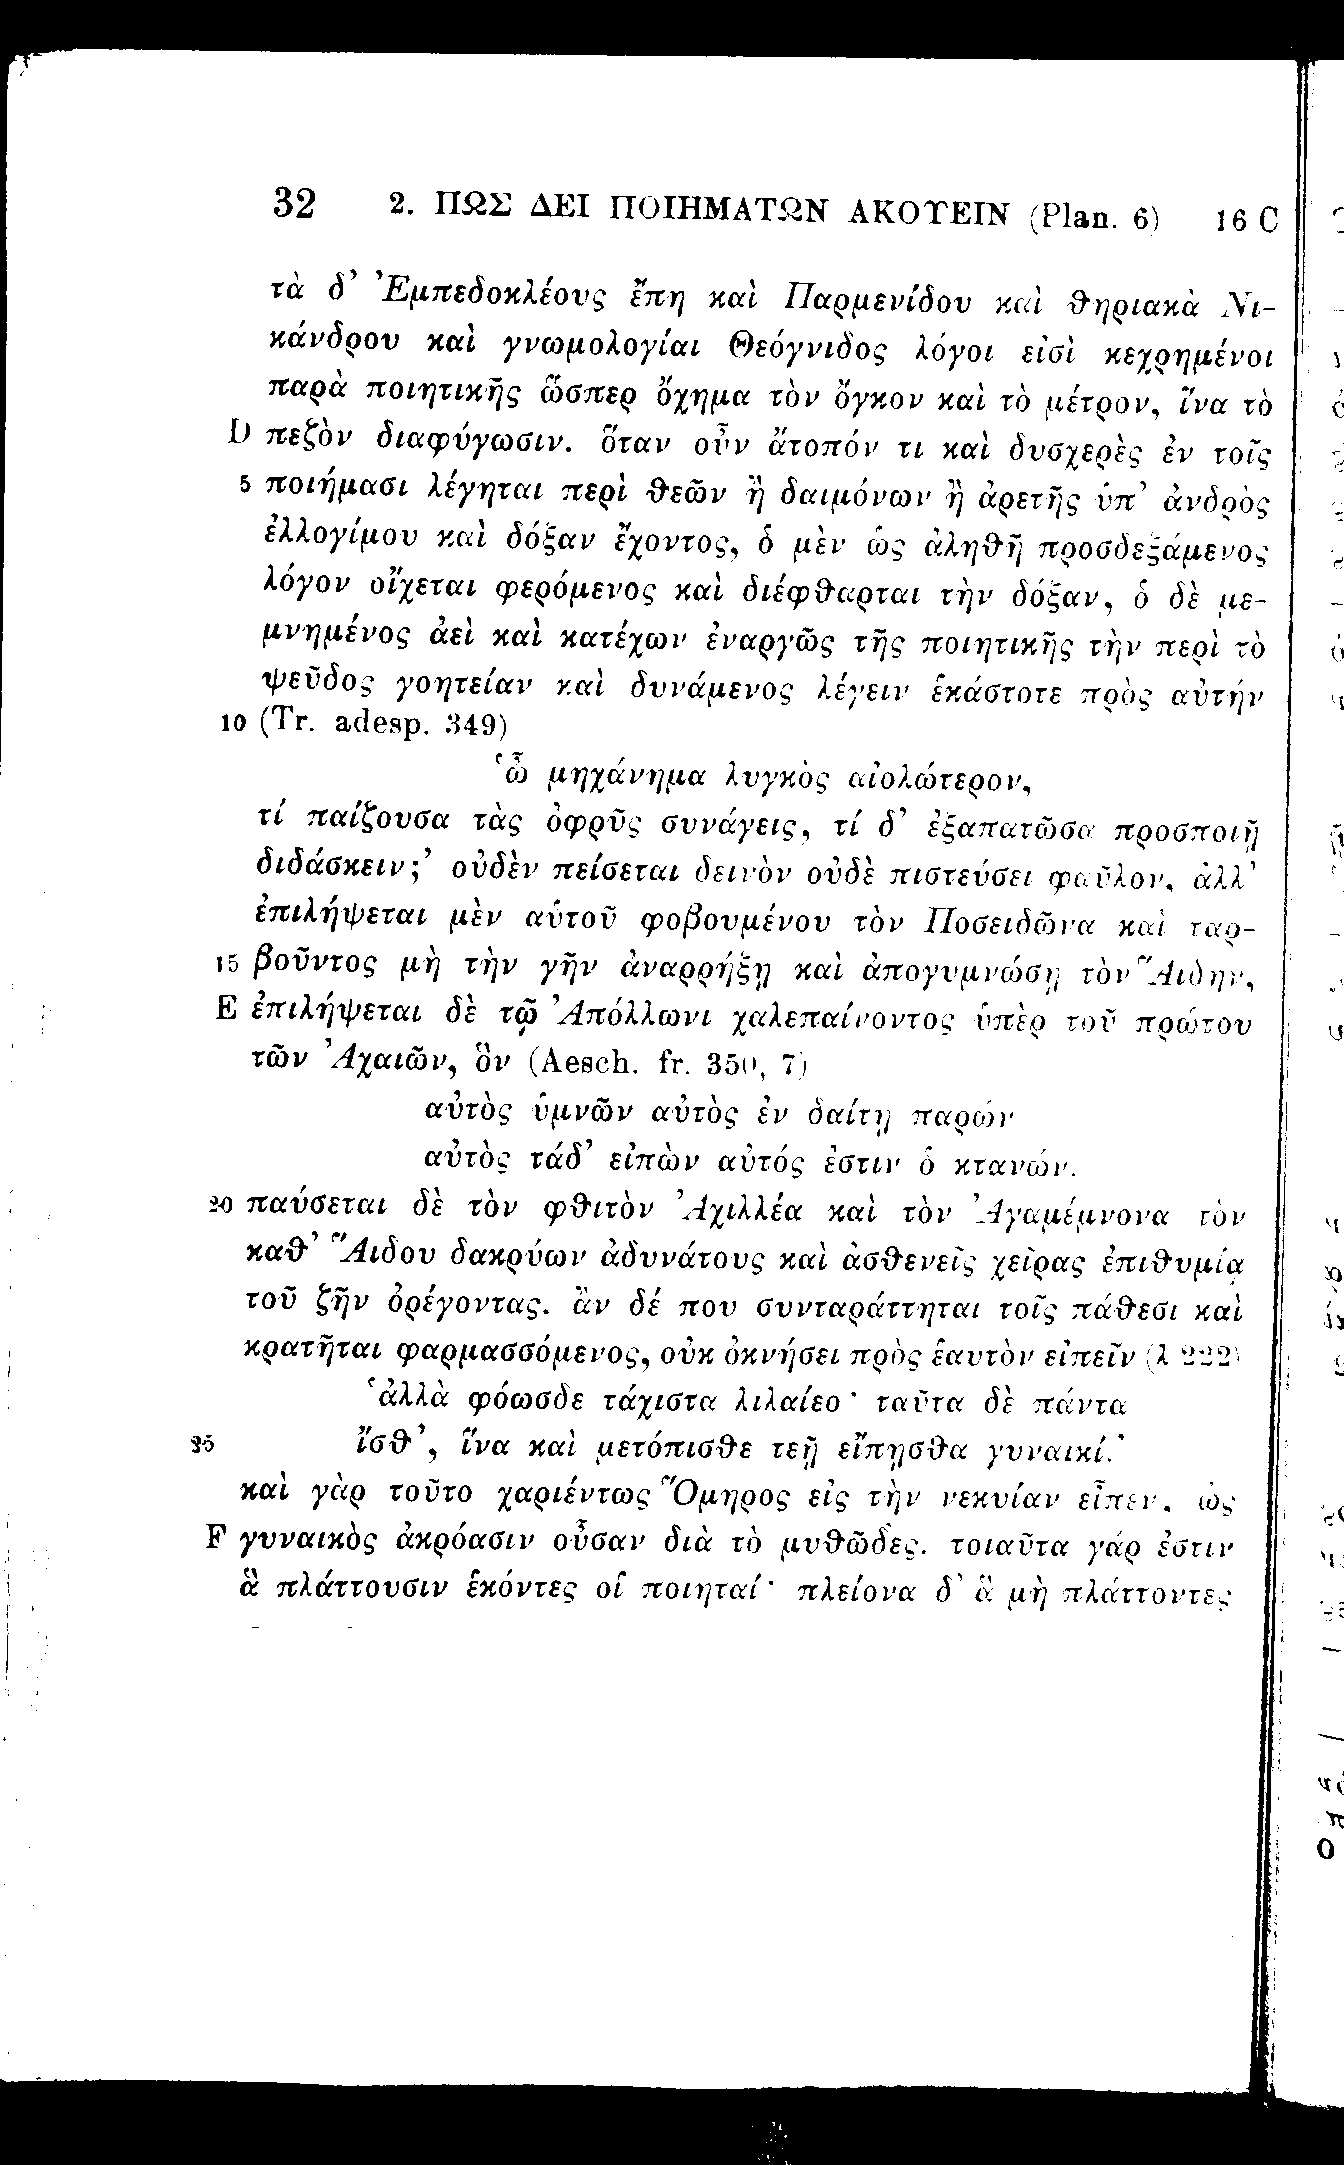 32 2. ΠΩΣ ΔΕΙ ΠΟΙΗΜΑΤΩΝ ΑΚΟΥΕΙΝ (Plan. 6) 16 C
τὰ δ’ Ἐμπεδοκλέους ἔπη καὶ Παρμενίδου καὶ θηριακὰ Νι-
κάνδρου καὶ γνωμολογίαι Θεόγνιδος λόγοι εἰσὶ κεχρημένοι
παρὰ ποιητικῆς ὥσπερ ὄχημα τὸν ὄγκον καὶ τὸ μέτρον, ἵνα τὸ
D πεζὸν διαφύγωσιν. ὅταν οὖν ἄτοπόν τι καὶ δυσχερὲς ἐν τοῖς
5 ποιήμασι λέγηται περὶ θεῶν ἢ δαιμόνων ἢ ἀρετῆς ὑπ’ ἀνδρὸς
ἐλλογίμου καὶ δόξαν ἔχοντος, ὁ μὲν ὡς ἀληθῆ προσδεξάμενος
λόγον οἴχεται φερόμενος καὶ διέφθαρται τὴν δόξαν, ὁ δὲ με-
μνημένος ἀεὶ καὶ κατέχων ἐναργῶς τῆς ποιητικῆς τὴν περὶ τὸ
ψεῦδος γοητείαν καὶ δυνάμενος λέγειν ἑκάστοτε πρὸς αὐτήν
10 (Tr. adesp. 349)
‘ὦ μηχάνημα λυγκὸς αἰολώτερον,
τί παίζουσα τὰς ὀφρῦς συνάγεις, τί δ’ ἐξαπατῶσα προσποιῇ
διδάσκειν;’ οὐδὲν πείσεται δεινὸν οὐδὲ πιστεύσει φαῦλον, ἀλλ’
ἐπιλήψεται μὲν αὑτοῦ φοβουμένου τὸν Ποσειδῶνα καὶ ταρ-
15 βοῦντος μὴ τὴν γῆν ἀναρρήξῃ καὶ ἀπογυμνώσῃ τὸν Ἅιδην,
E ἐπιλήψεται δὲ τῷ Ἀπόλλωνι χαλεπαίνοντος ὑπὲρ τοῦ πρώτου
τῶν Ἀχαιῶν, ὃν (Aesch. fr. 350, 7)
αὐτὸς ὑμνῶν αὐτὸς ἐν δαίτῃ παρών
αὐτὸς τάδ’ εἰπὼν αὐτός ἐστιν ὁ κτανών.
20 παύσεται δὲ τὸν φθιτὸν Ἀχιλλέα καὶ τὸν Ἀγαμέμνονα τὸν
καθ’ Ἅιδου δακρύων ἀδυνάτους καὶ ἀσθενεῖς χεῖρας ἐπιθυμίᾳ
τοῦ ζῆν ὀρέγοντας. ἂν δέ που συνταράττηται τοῖς πάθεσι καὶ
κρατῆται φαρμασσόμενος, οὐκ ὀκνήσει πρὸς ἑαυτὸν εἰπεῖν (λ 222)
‘ἀλλὰ φόωσδε τάχιστα λιλαίεο· ταῦτα δὲ πάντα
25 ἴσθ’, ἵνα καὶ μετόπισθε τεῇ εἴπῃσθα γυναικί.’
καὶ γὰρ τοῦτο χαριέντως Ὅμηρος εἰς τὴν νεκυίαν εἶπεν, ὡς
F γυναικὸς ἀκρόασιν οὖσαν διὰ τὸ μυθῶδες. τοιαῦτα γάρ ἐστιν
ἃ πλάττουσιν ἑκόντες οἱ ποιηταί· πλείονα δ’ ἃ μὴ πλάττοντες